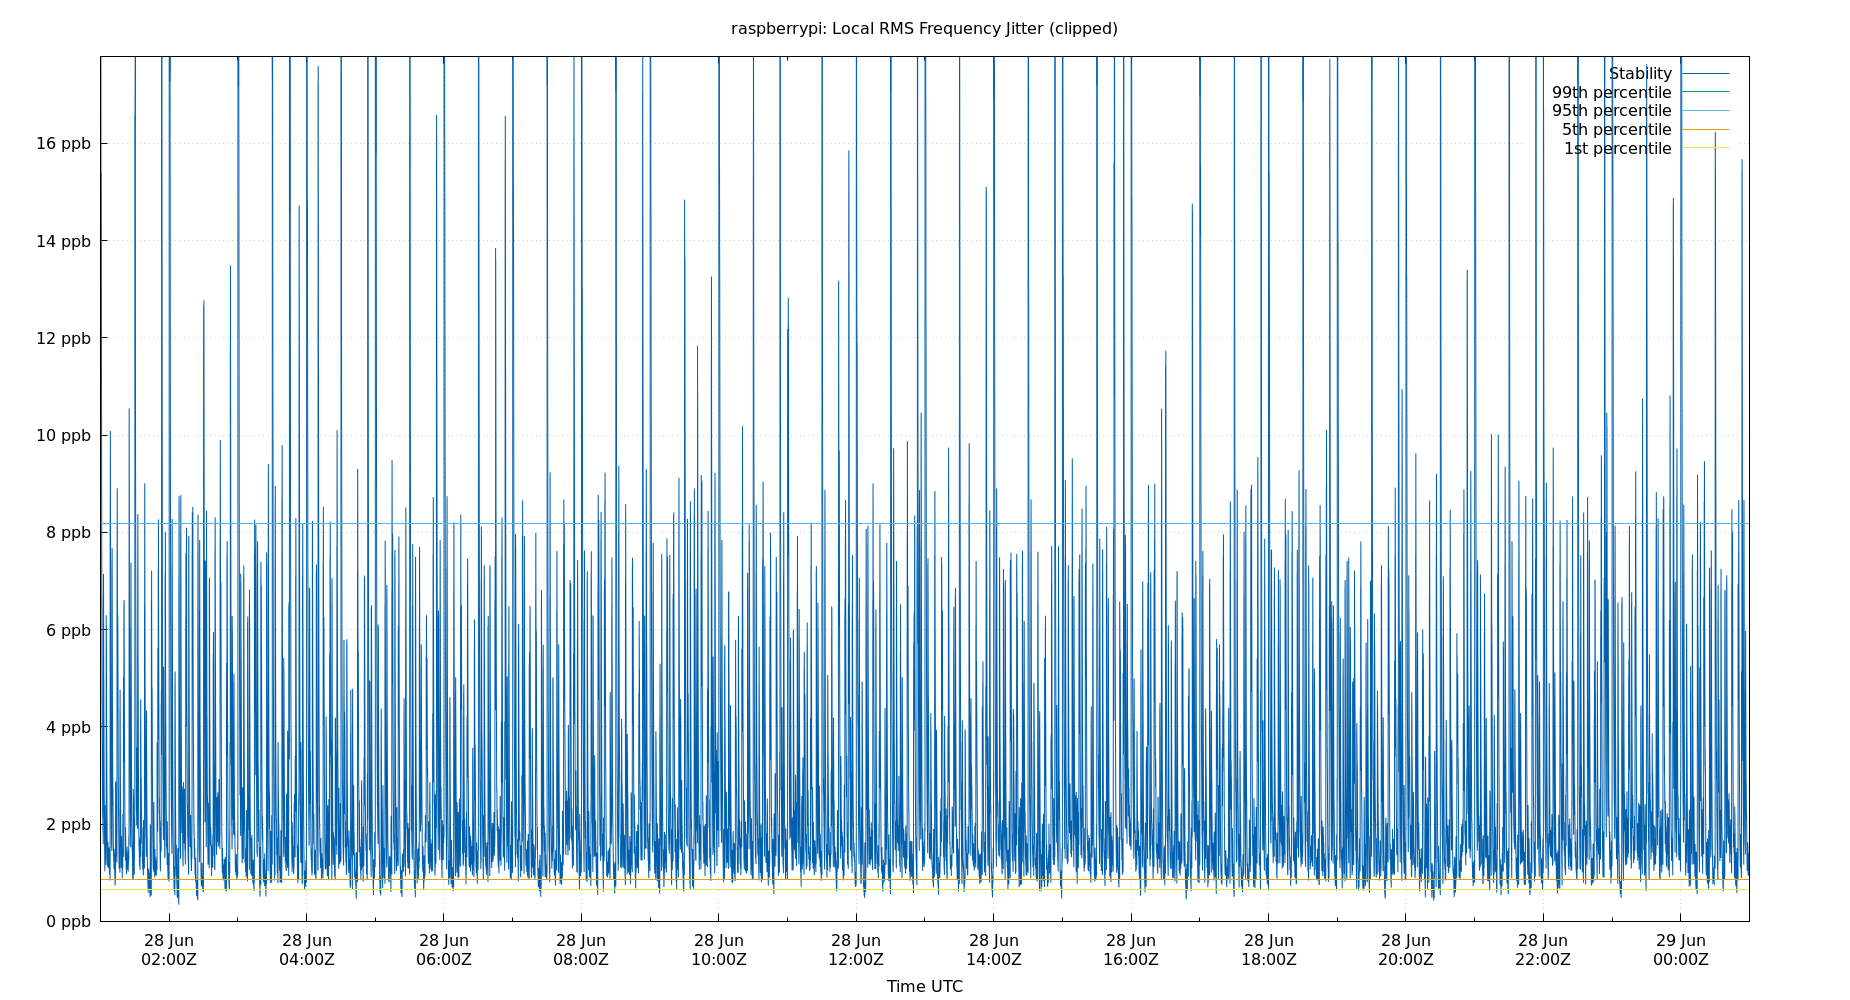 raspberrypi: Local RMS Frequency Jitter (clipped)
Stability
99th percentile
95th percentile
5th percentile
1st percentile
16 ppb
14 ppb
12 ppb
10 ppb
8 ppb
6 ppb
4 ppb
2 ppb
0 ppb
28 Jun 28 Jun 28 Jun 28 Jun 28 Jun 28 Jun 28 Jun 28 Jun 28 Jun 28 Jun 28 Jun 29 Jun
02:00Z 04:00Z 06:00Z 08:00Z 10:00Z 12:00Z 14:00Z 16:00Z 18:00Z 20:00Z 22:00Z 00:00Z
Time UTC